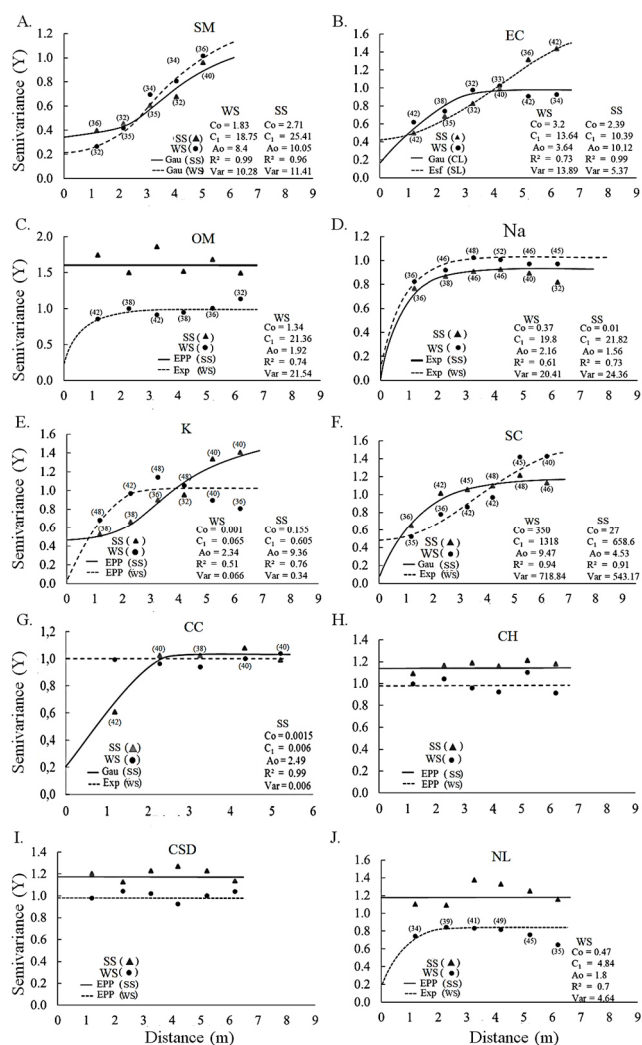 A.
SM
Semivariance (Y)
1.2
1.0
0.8
0.6
0.4
0.2
0.0
(36)
(32)
(35)
(34)
(35)
(34)
(32)
(36)
(40)
SS (▲)
WS (●)
Gau (SS)
Gau (WS)
WS SS
Co = 1.83 Co = 2.71
C1 = 18.75 C1 = 25.41
Ao = 8.4 Ao = 10.05
R² = 0.99 R² = 0.96
Var = 10.28 Var = 11.41
0 1 2 3 4 5 6 7 8 9
B.
EC
1.6
1.4
1.2
1.0
0.8
0.6
0.4
0.2
0.0
(42)
(38)
(35)
(32)
(34)
(33)
(40)
(36)
(42)
(42)
(34)
SS (▲)
WS (●)
Gau (CL)
Esf (SL)
WS SS
Co = 3.2 Co = 2.39
C1 = 13.64 C1 = 10.39
Ao = 3.64 Ao = 10.12
R² = 0.73 R² = 0.99
Var = 13.89 Var = 5.37
0 1 2 3 4 5 6 7 8 9
C.
OM
Semivariance (Y)
2.0
1.5
1.0
0.5
0.0
(42)
(38)
(42)
(38)
(36)
(32)
SS (▲)
WS (●)
EPP (SS)
Exp (WS)
WS
Co = 1.34
C1 = 21.36
Ao = 1.92
R² = 0.74
Var = 21.54
0 1 2 3 4 5 6 7 8 9
D.
Na
1.2
1.0
0.8
0.6
0.4
0.2
0.0
(36)
(36)
(46)
(38)
(48)
(46)
(52)
(46)
(46)
(40)
(45)
(32)
SS (▲)
WS (●)
Exp (SS)
Exp (WS)
WS SS
Co = 0.37 Co = 0.01
C1 = 19.8 C1 = 21.82
Ao = 2.16 Ao = 1.56
R² = 0.61 R² = 0.73
Var = 20.41 Var = 24.36
0 1 2 3 4 5 6 7 8 9
E.
K
Semivariance (Y)
1.6
1.4
1.2
1.0
0.8
0.6
0.4
0.2
0.0
(48)
(38)
(42)
(38)
(48)
(36)
(48)
(32)
(40)
(40)
(40)
(36)
SS (▲)
WS (●)
EPP (SS)
EPP (WS)
WS SS
Co = 0.001 Co = 0.155
C1 = 0.065 C1 = 0.605
Ao = 2.34 Ao = 9.36
R² = 0.51 R² = 0.76
Var = 0.066 Var = 0.34
0 1 2 3 4 5 6 7 8 9
F.
SC
1.6
1.4
1.2
1.0
0.8
0.6
0.4
0.2
0.0
(36)
(35)
(42)
(36)
(45)
(36)
(48)
(42)
(45)
(46)
(40)
(46)
SS (▲)
WS (●)
Gau (SS)
Exp (WS)
WS SS
Co = 350 Co = 27
C1 = 1318 C1 = 658.6
Ao = 9.47 Ao = 4.53
R² = 0.94 R² = 0.91
Var = 718.84 Var = 543.17
0 1 2 3 4 5 6 7 8 9
G.
CC
Semivariance (Y)
1,2
1,0
0,8
0,6
0,4
0,2
0,0
(42)
(40)
(38)
(40)
(40)
SS (▲)
WS (●)
Gau (SS)
Exp (WS)
SS
Co = 0.0015
C1 = 0.006
Ao = 2.49
R² = 0.99
Var = 0.006
0 1 2 3 4 5 6
H.
CH
1.6
1.4
1.2
1.0
0.8
0.6
0.4
0.2
0.0
SS (▲)
WS (●)
EPP (SS)
EPP (WS)
0 1 2 3 4 5 6 7 8 9
I.
CSD
Semivariance (Y)
1.4
1.2
1.0
0.8
0.6
0.4
0.2
0.0
SS (▲)
WS (●)
EPP (SS)
EPP (WS)
0 1 2 3 4 5 6 7 8 9
Distance (m)
J.
NL
1.6
1.4
1.2
1.0
0.8
0.6
0.4
0.2
0.0
(34)
(39)
(41)
(49)
(45)
(35)
SS (▲)
WS (●)
EPP (SS)
Exp (WS)
WS
Co = 0.47
C1 = 4.84
Ao = 1.8
R² = 0.7
Var = 4.64
0 1 2 3 4 5 6 7 8 9
Distance (m)